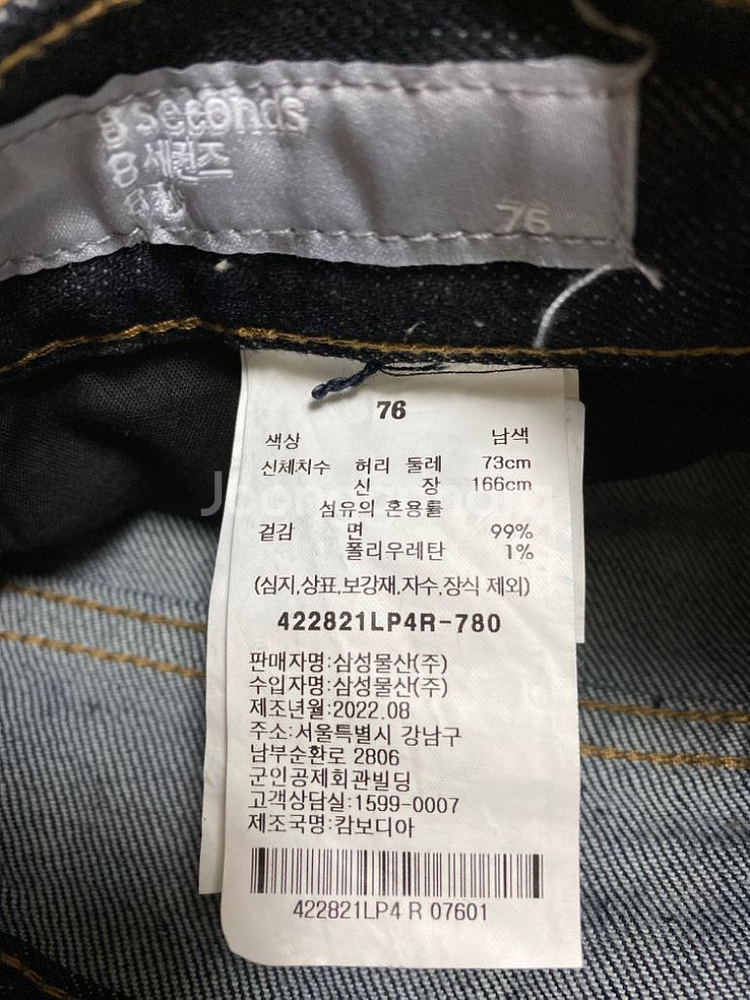 8seconds
8세컨즈
76
76
색상 남색
신체치수 허리 둘레 73cm
신 장 166cm
섬유의 혼용률
겉감 면 99%
폴리우레탄 1%
(심지,상표,보강재,자수,장식 제외)
422821LP4R-780
판매자명:삼성물산(주)
수입자명:삼성물산(주)
제조년월:2022.08
주소:서울특별시 강남구
남부순환로 2806
군인공제회관빌딩
고객상담실:1599-0007
제조국명:캄보디아
422821LP4 R 07601